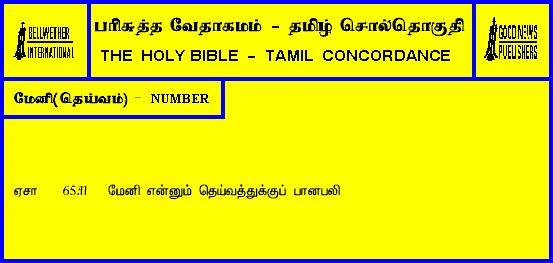 BELLWETHER
INTERNATIONAL
பரிசுத்த வேதாகமம் - தமிழ் சொல்தொகுதி
THE HOLY BIBLE - TAMIL CONCORDANCE
GOOD NEWS
PUBLISHERS
மேனி(தெய்வம்) - NUMBER
ஏசா 65:11 மேனி என்னும் தெய்வத்துக்குப் பானபலி